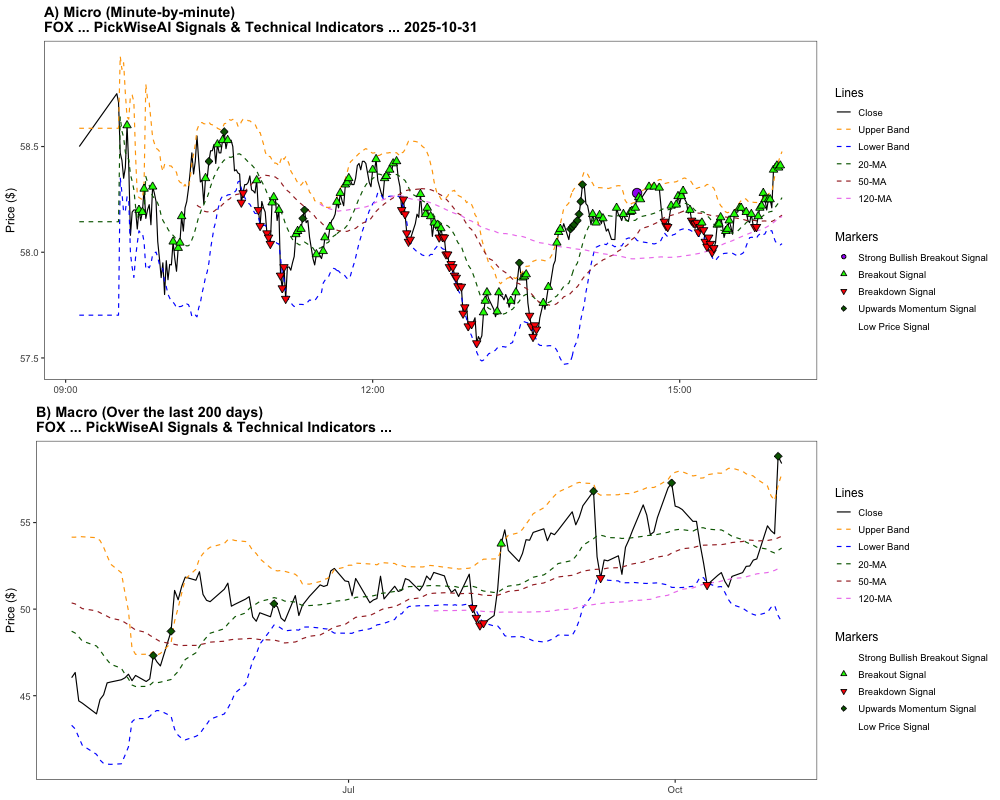 A) Micro (Minute-by-minute)
FOX ... PickWiseAI Signals & Technical Indicators ... 2025-10-31
Price ($)
58.5
58.0
57.5
09:00
12:00
15:00
Lines
Close
Upper Band
Lower Band
20-MA
50-MA
120-MA
Markers
Strong Bullish Breakout Signal
Breakout Signal
Breakdown Signal
Upwards Momentum Signal
Low Price Signal
B) Macro (Over the last 200 days)
FOX ... PickWiseAI Signals & Technical Indicators ...
Price ($)
55
50
45
Jul
Oct
Lines
Close
Upper Band
Lower Band
20-MA
50-MA
120-MA
Markers
Strong Bullish Breakout Signal
Breakout Signal
Breakdown Signal
Upwards Momentum Signal
Low Price Signal